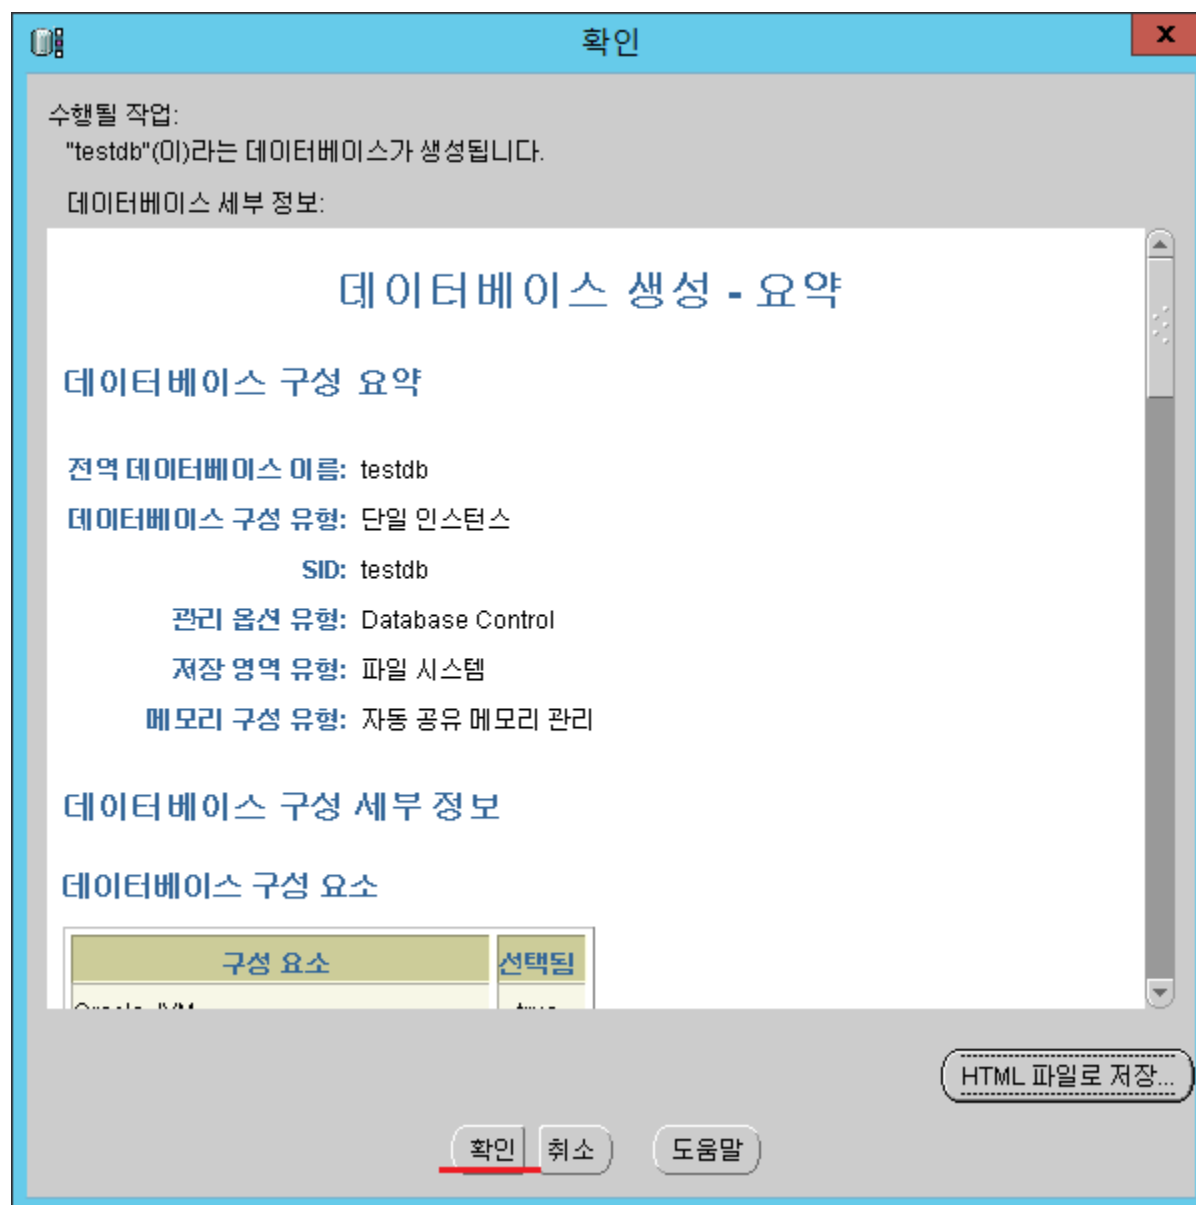 확인
수행될 작업:
"testdb"(이)라는 데이터베이스가 생성됩니다.
데이터베이스 세부 정보:
데이터베이스 생성 - 요약
데이터베이스 구성 요약
전역 데이터베이스 이름: testdb
데이터베이스 구성 유형: 단일 인스턴스
SID: testdb
관리 옵션 유형: Database Control
저장 영역 유형: 파일 시스템
메모리 구성 유형: 자동 공유 메모리 관리
데이터베이스 구성 세부 정보
데이터베이스 구성 요소
구성 요소 선택됨
Oracle JVM true
HTML 파일로 저장...
확인 취소 도움말